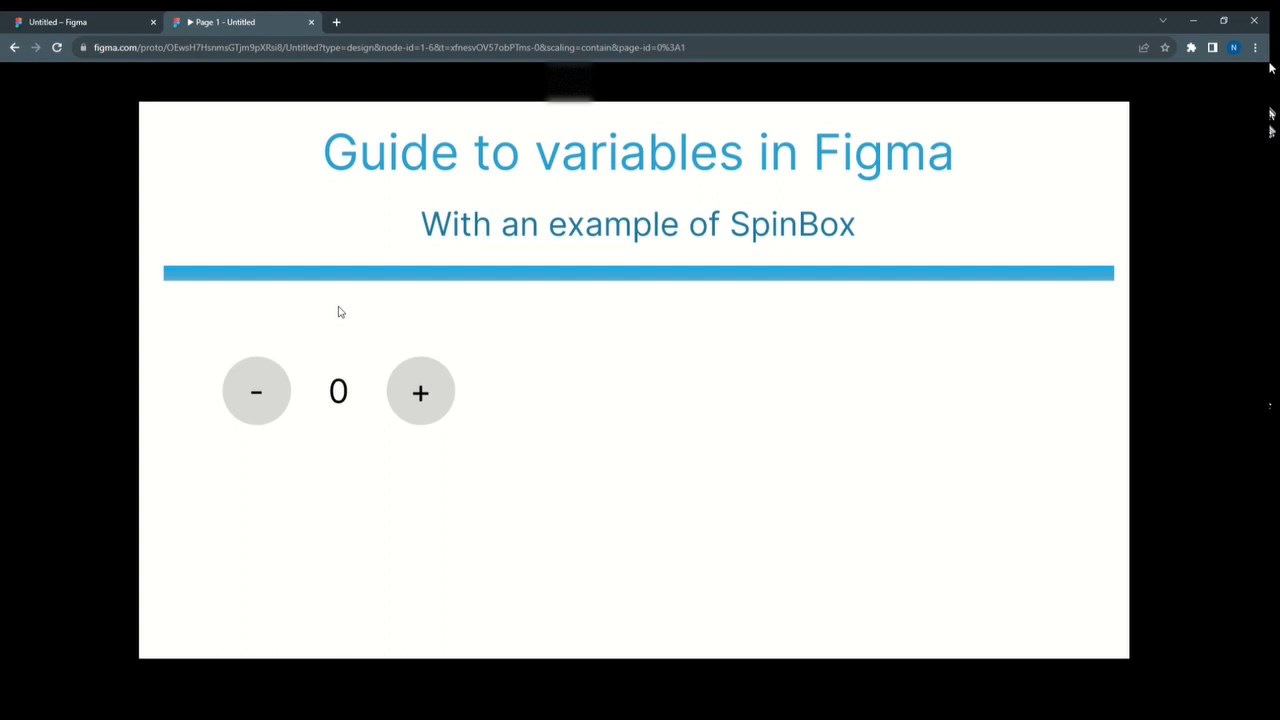 Untitled – Figma
Page 1 - Untitled
figma.com/proto/OEwsH7HsnmsGTjm9pXRsi8/Untitled?type=design&node-id=1-6&t=xfnesvOV57obPTms-0&scaling=contain&page-id=0%3A1
N
Guide to variables in Figma
With an example of SpinBox
- 0 +